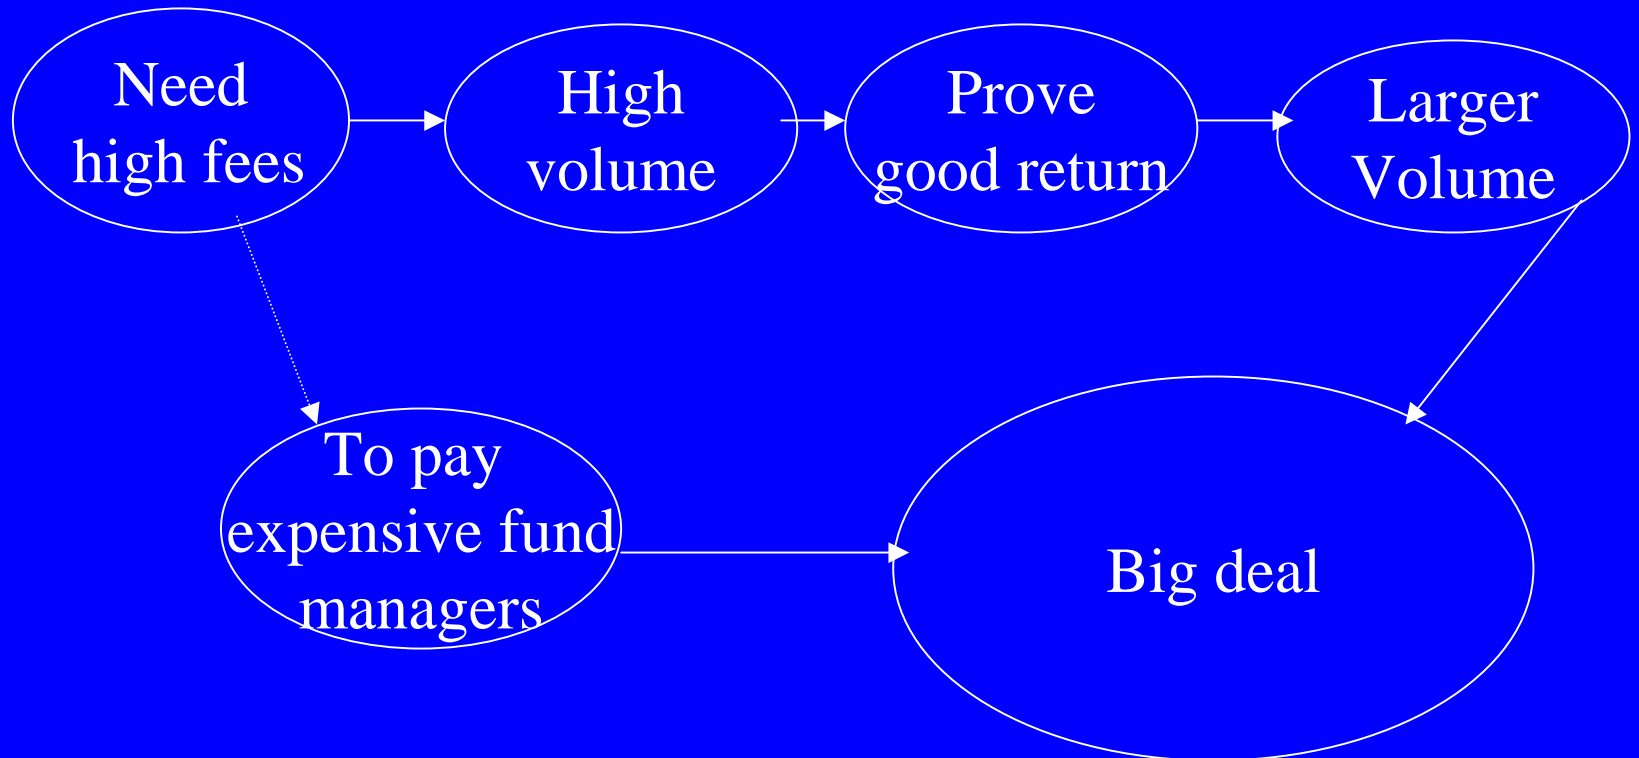 Need
high fees
High
volume
Prove
good return
Larger
Volume
To pay
expensive fund
managers
Big deal